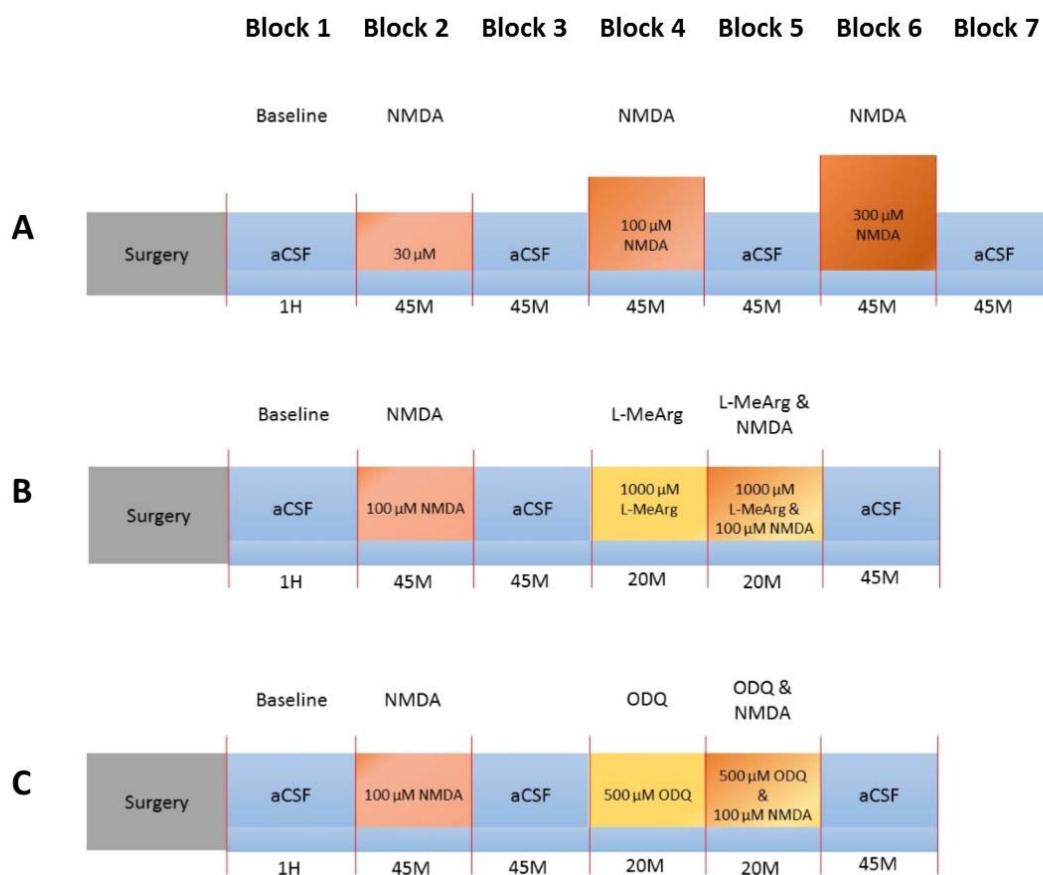 Block 1 Block 2 Block 3 Block 4 Block 5 Block 6 Block 7
Baseline NMDA NMDA NMDA
A
Surgery aCSF 30 µM aCSF 100 µM NMDA aCSF 300 µM NMDA aCSF
1H 45M 45M 45M 45M 45M 45M
Baseline NMDA L-MeArg L-MeArg & NMDA
B
Surgery aCSF 100 µM NMDA aCSF 1000 µM L-MeArg 1000 µM L-MeArg & 100 µM NMDA aCSF
1H 45M 45M 20M 20M 45M
Baseline NMDA ODQ ODQ & NMDA
C
Surgery aCSF 100 µM NMDA aCSF 500 µM ODQ 500 µM ODQ & 100 µM NMDA aCSF
1H 45M 45M 20M 20M 45M